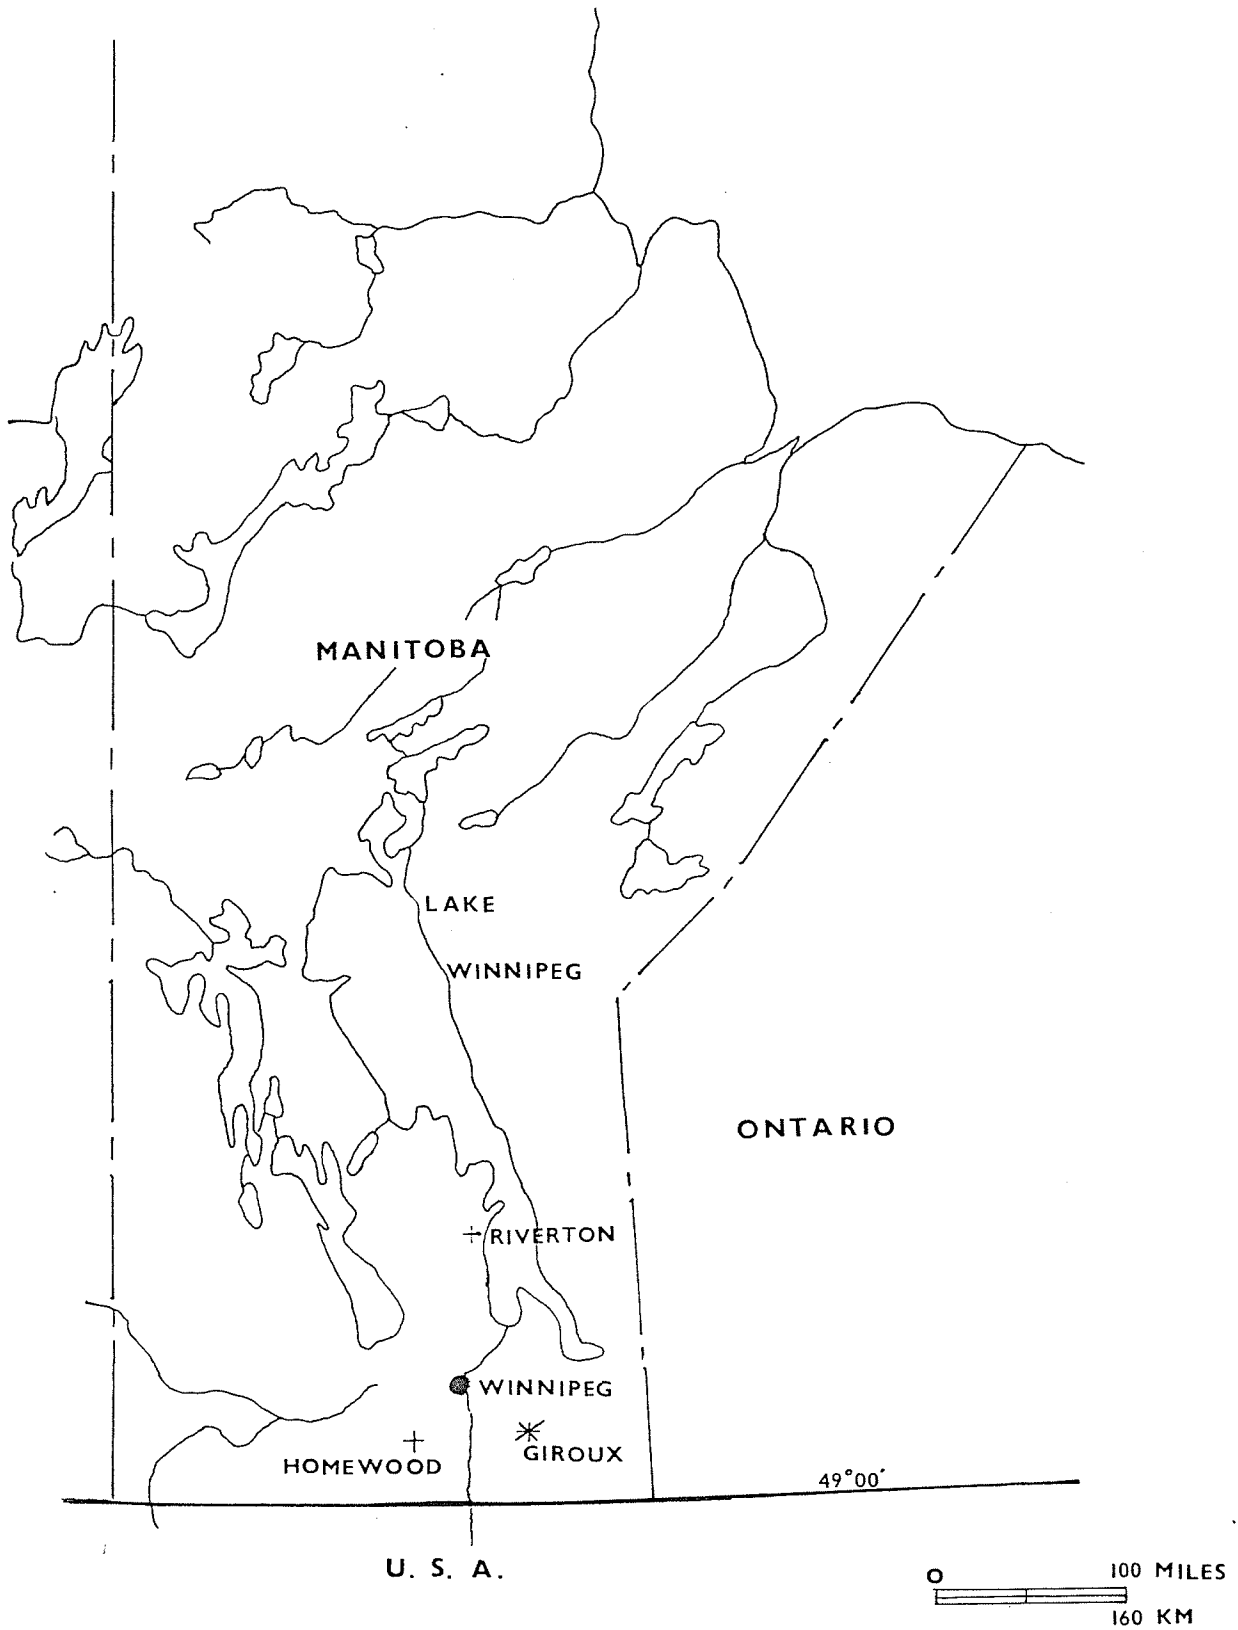 MANITOBA
LAKE
WINNIPEG
ONTARIO
RIVERTON
WINNIPEG
GIROUX
HOMEWOOD
49°00'
U. S. A.
0 100 MILES
160 KM